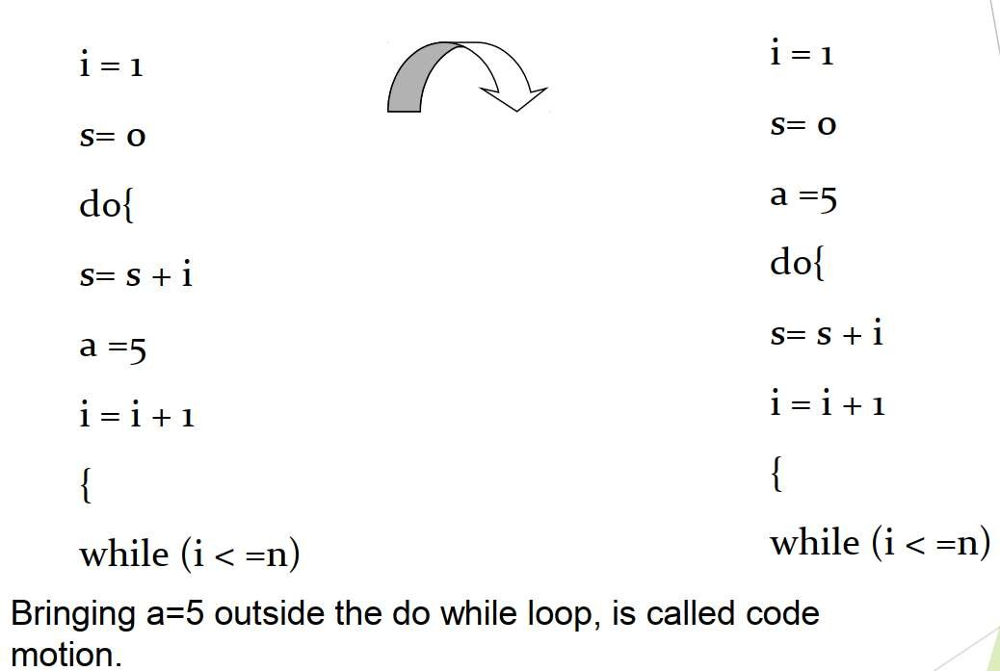 i = 1
s= 0
do{
s= s + i
a =5
i = i + 1
{
while (i < =n)
i = 1
s= 0
a =5
do{
s= s + i
i = i + 1
{
while (i < =n)
Bringing a=5 outside the do while loop, is called code
motion.